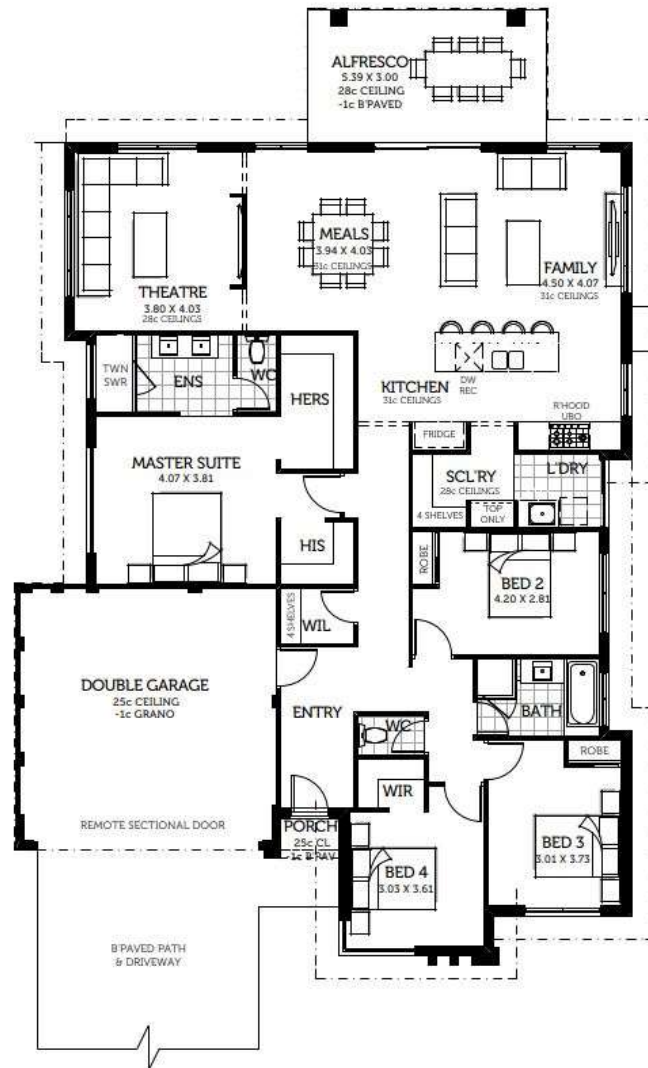 ALFRESCO
5.39 X 3.00
28c CEILING
-1c B'PAVED
THEATRE
3.80 X 4.03
28c CEILINGS
MEALS
3.94 X 4.03
31c CEILINGS
FAMILY
4.50 X 4.07
31c CEILINGS
TWN
SWR
ENS
WC
HERS
KITCHEN
31c CEILINGS
DW
REC
R'HOOD
UBO
FRIDGE
MASTER SUITE
4.07 X 3.81
SCL'RY
28c CEILINGS
L'DRY
4 SHELVES
TOP
ONLY
HIS
ROBE
BED 2
4.20 X 2.81
4 SHELVES
WIL
DOUBLE GARAGE
25c CEILING
-1c GRANO
ENTRY
WC
BATH
ROBE
WIR
REMOTE SECTIONAL DOOR
PORCH
25c CL
-1c B'PAV
BED 4
3.03 X 3.61
BED 3
3.01 X 3.73
B'PAVED PATH
& DRIVEWAY